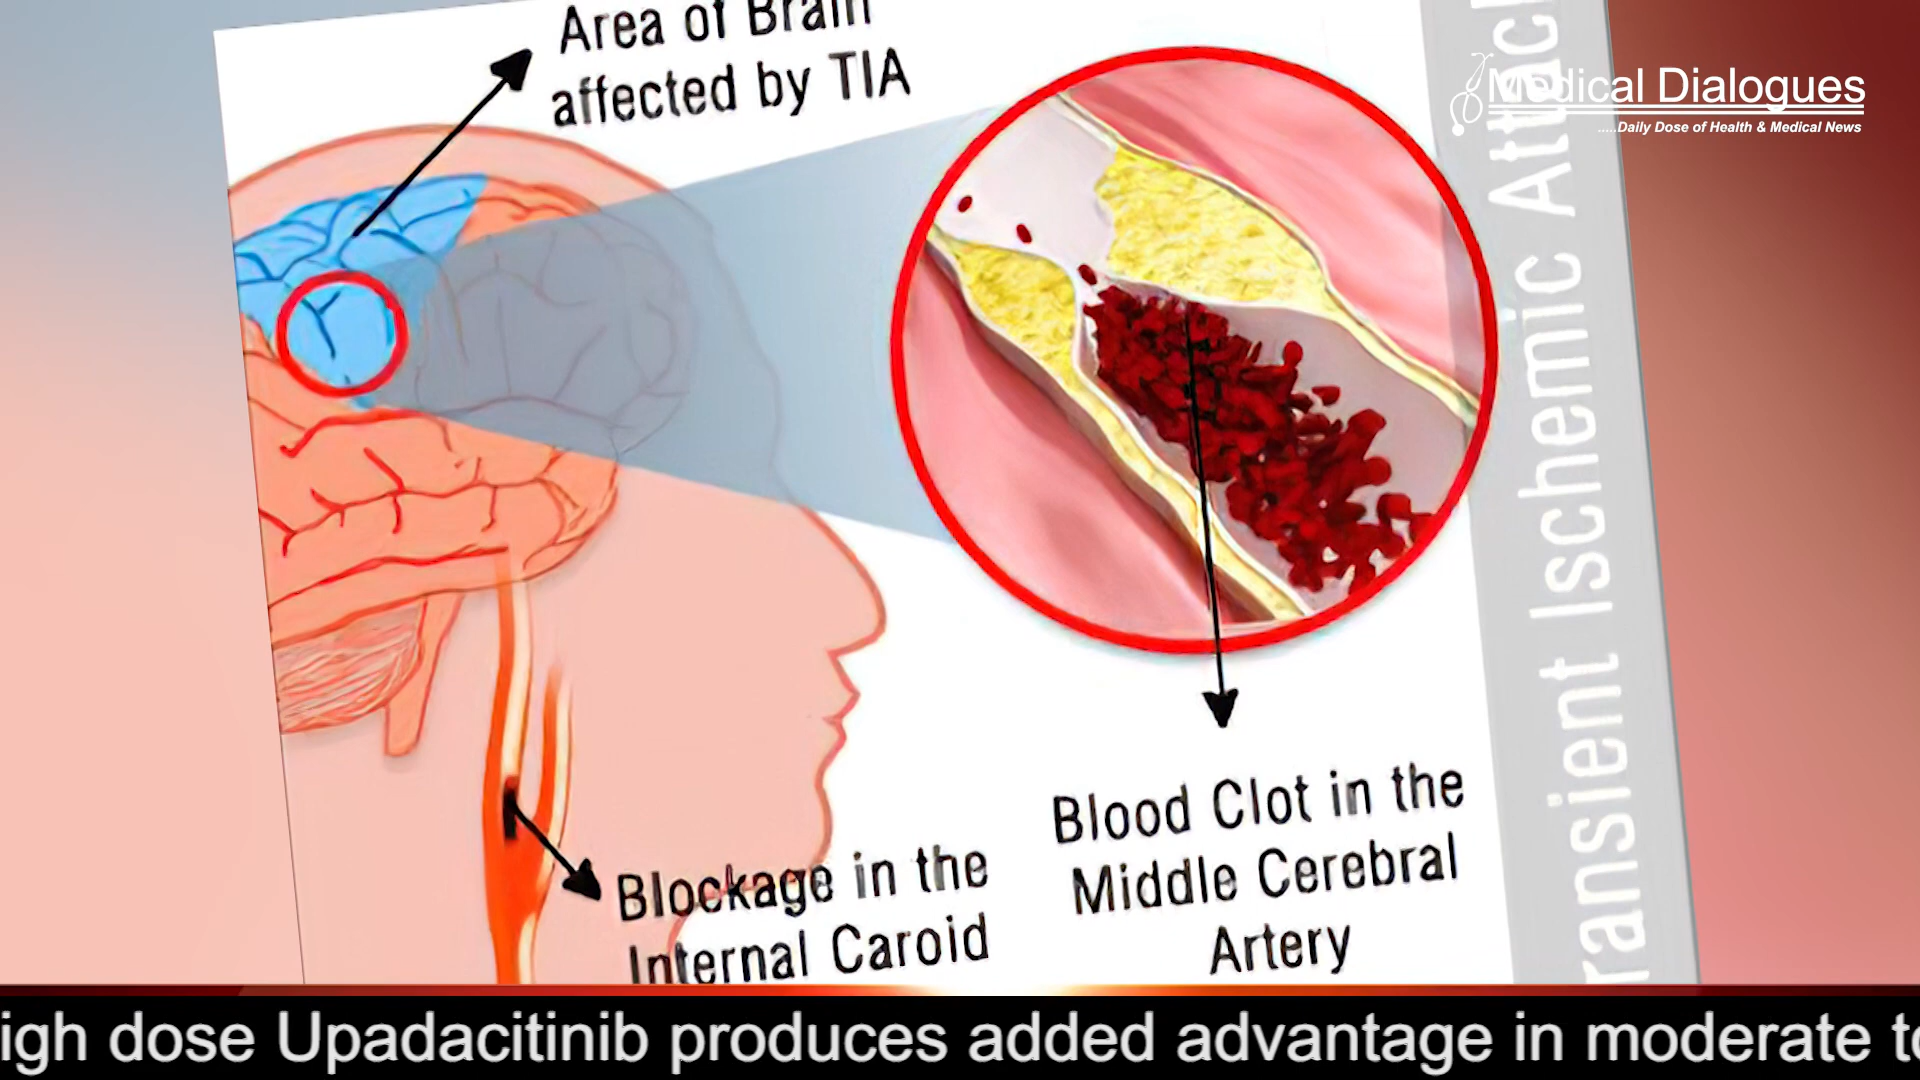 Area of Brain
affected by TIA
Medical Dialogues
.....Daily Dose of Health & Medical News
ransient Ischemic Attac
Blockage in the
Internal Caroid
Blood Clot in the
Middle Cerebral
Artery
igh dose Upadacitinib produces added advantage in moderate to